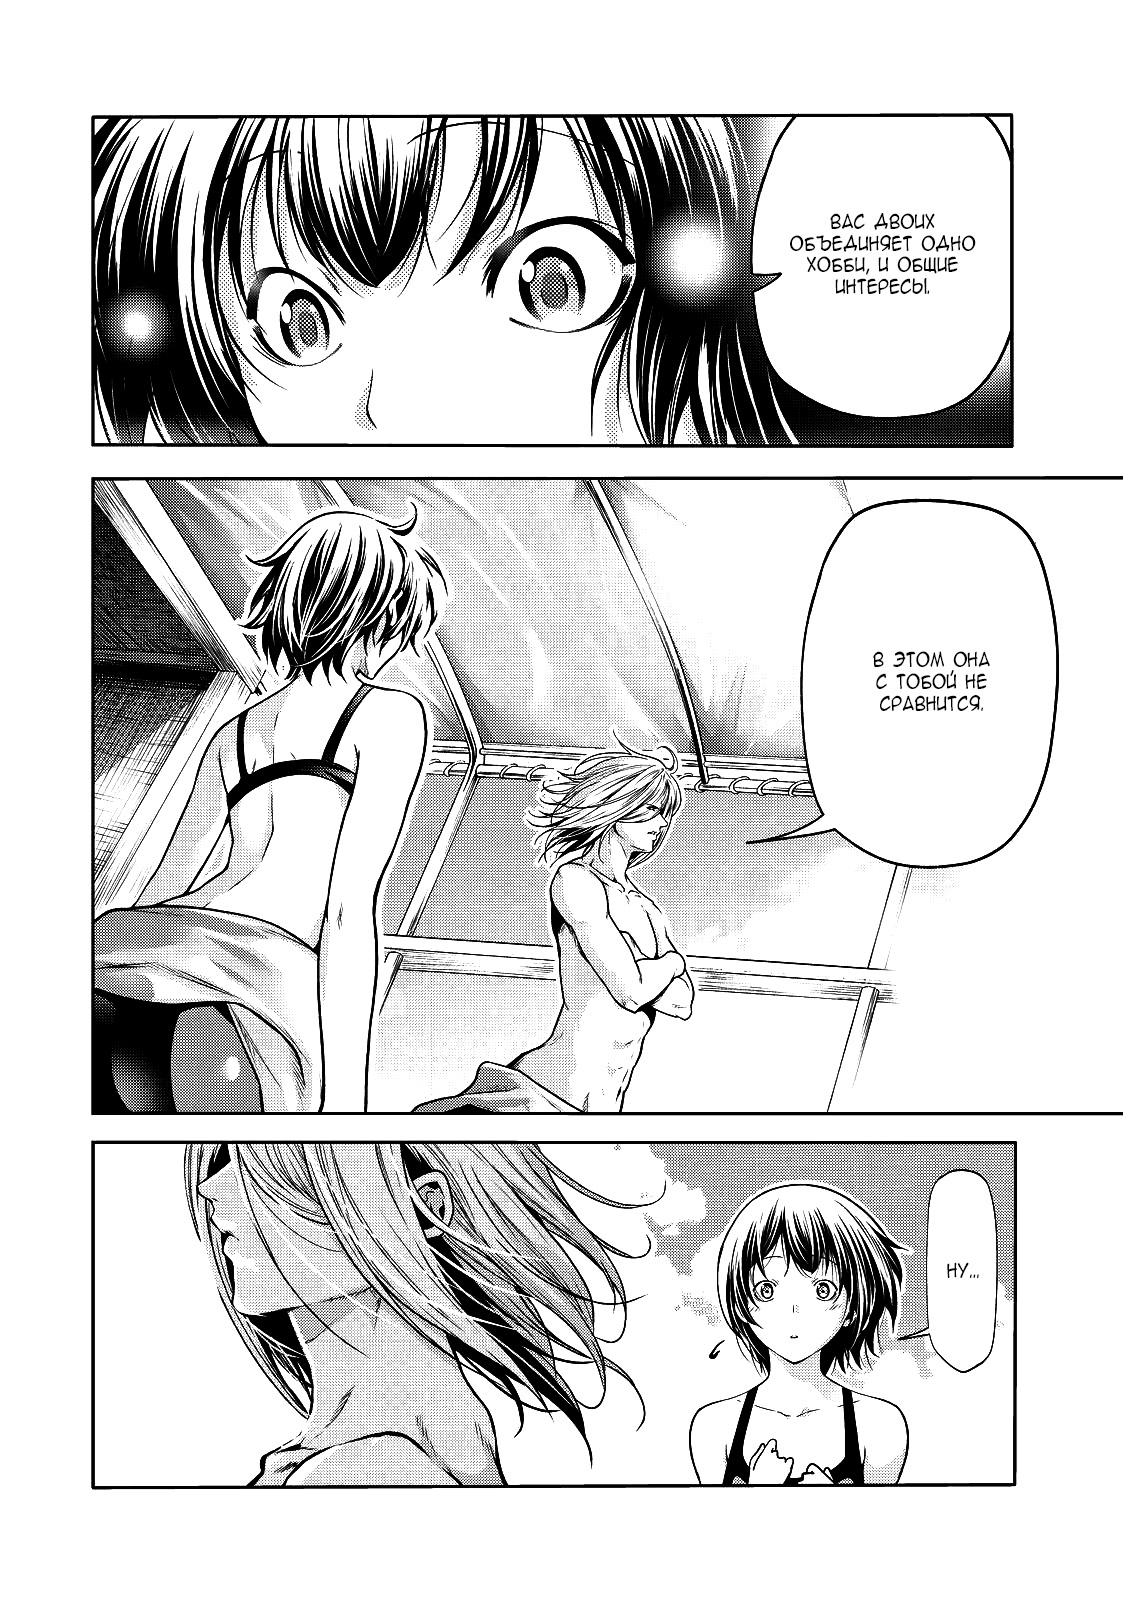 ВАС ДВОИХ
ОБЪЕДИНЯЕТ ОДНО
ХОББИ, И ОБЩИЕ
ИНТЕРЕСЫ.
В ЭТОМ ОНА
С ТОБОЙ НЕ
СРАВНИТСЯ.
НУ...